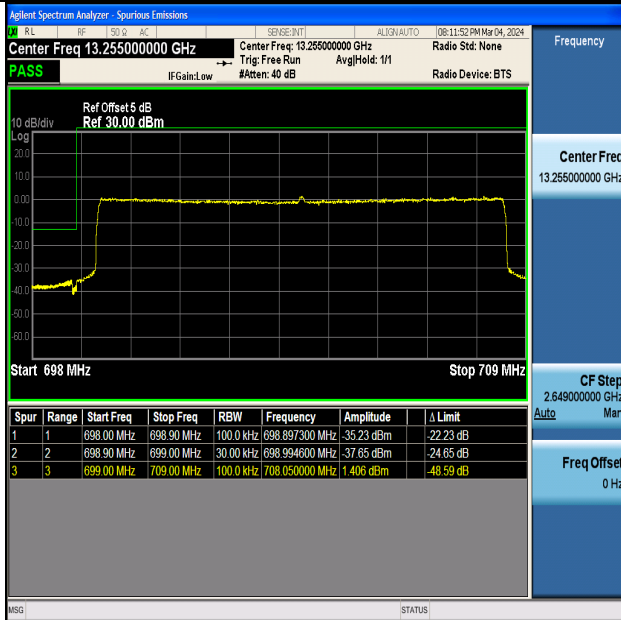 Agilent Spectrum Analyzer - Spurious Emissions
RL RF 50 Ω AC SENSE:INT ALIGN AUTO 08:11:52 PM Mar 04, 2024
Center Freq 13.255000000 GHz
Center Freq: 13.255000000 GHz Radio Std: None
PASS
Trig: Free Run Avg|Hold: 1/1
IFGain:Low #Atten: 40 dB Radio Device: BTS
Frequency
Ref Offset 5 dB
10 dB/div Ref 30.00 dBm
Log
20.0
10.0
0.00
-10.0
-20.0
-30.0
-40.0
-50.0
-60.0
Start 698 MHz Stop 709 MHz
Center Freq
13.255000000 GHz
CF Step
2.649000000 GHz
Auto Man
Freq Offset
0 Hz
Spur Range Start Freq Stop Freq RBW Frequency Amplitude Δ Limit
1 1 698.00 MHz 698.90 MHz 100.0 kHz 698.897300 MHz -35.23 dBm -22.23 dB
2 2 698.90 MHz 699.00 MHz 30.00 kHz 698.994600 MHz -37.65 dBm -24.65 dB
3 3 699.00 MHz 709.00 MHz 100.0 kHz 708.050000 MHz 1.406 dBm -48.59 dB
MSG STATUS